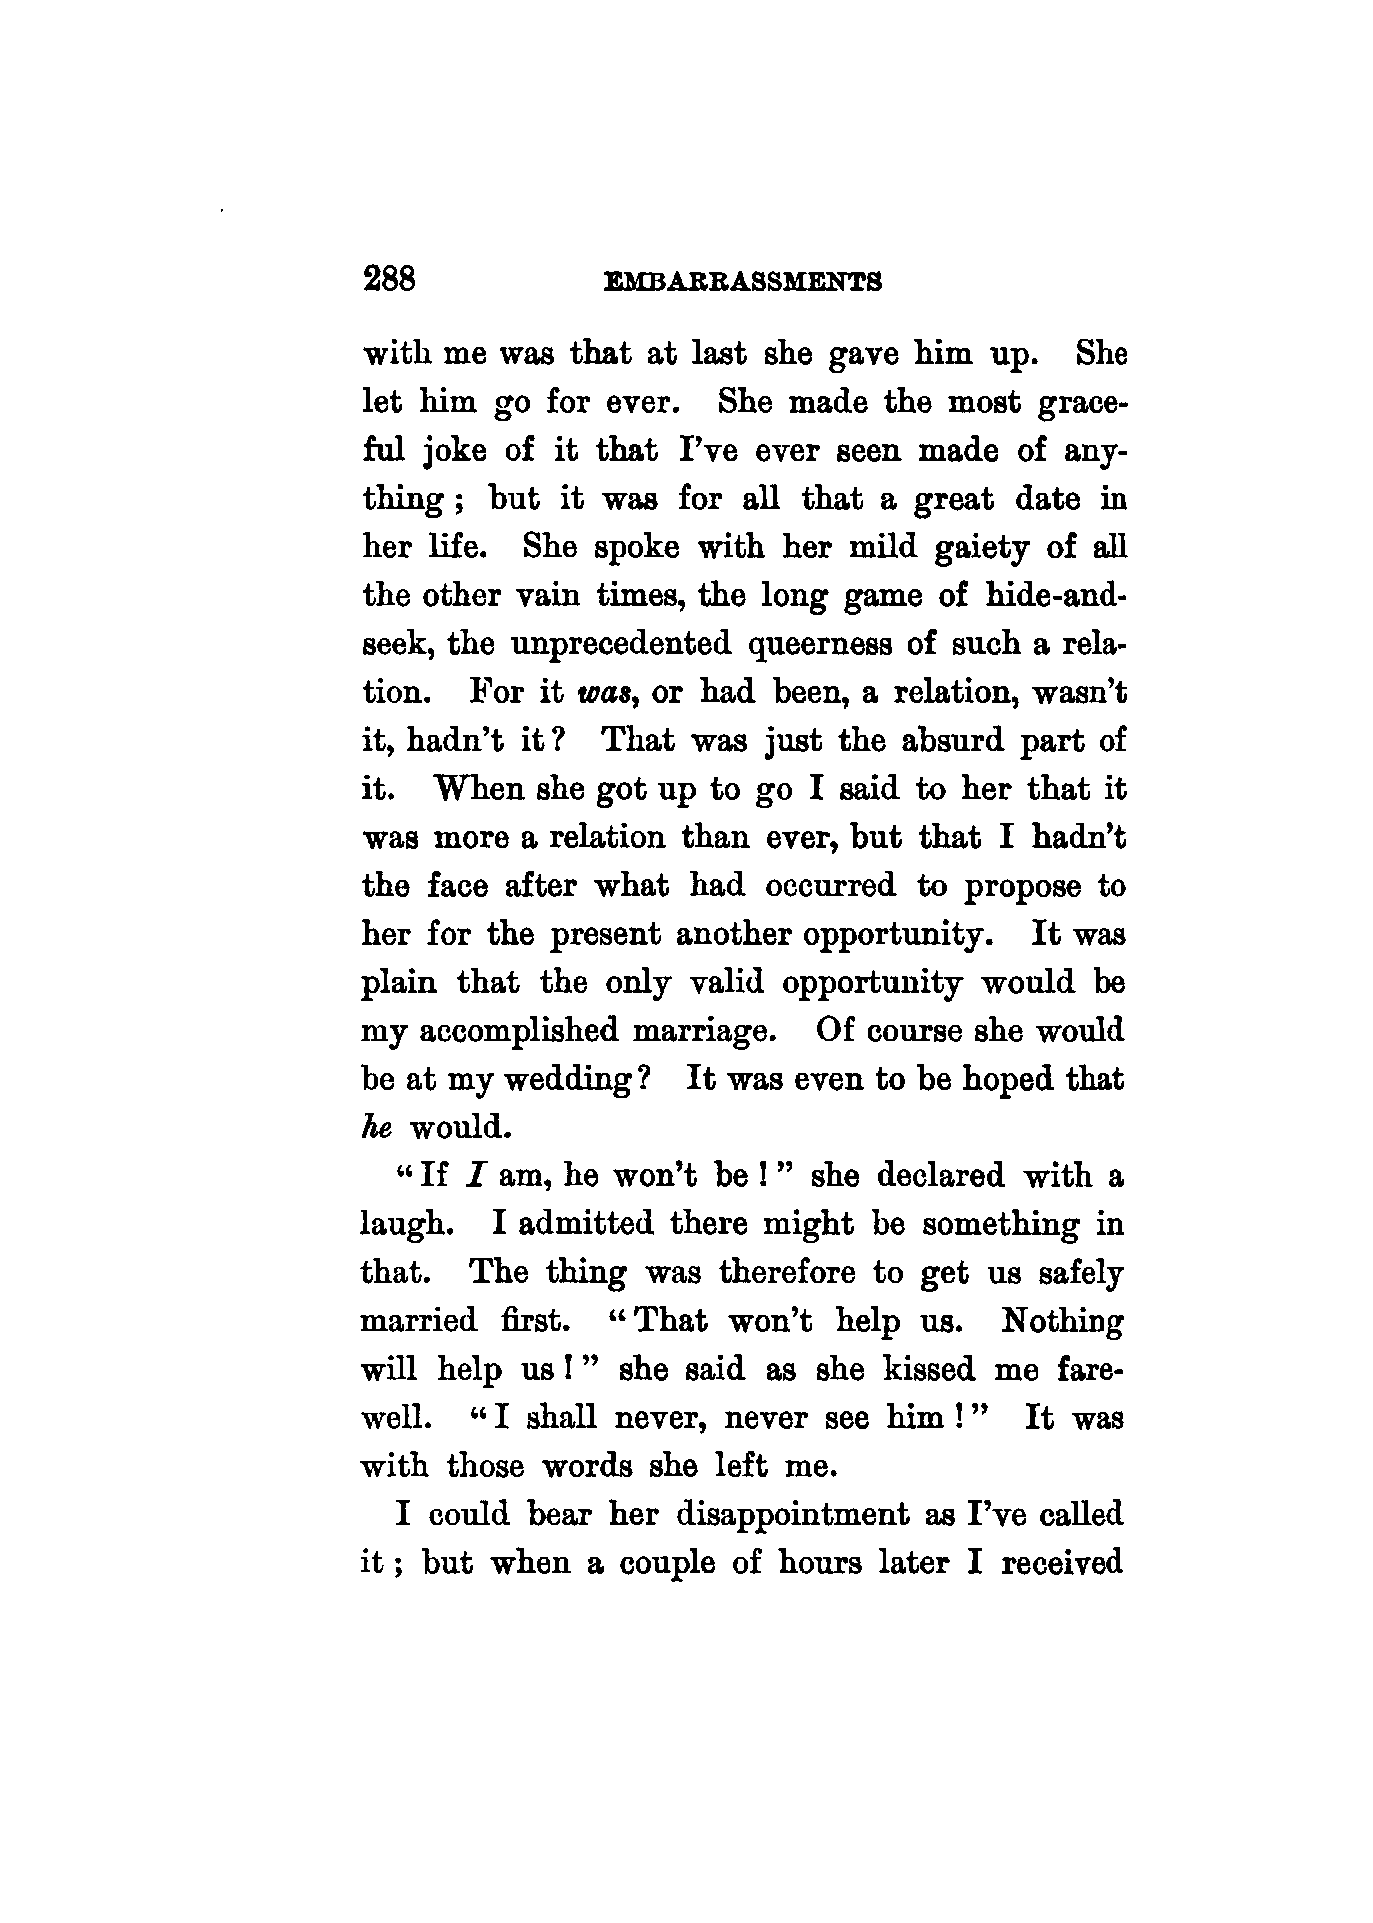 288 EMBARRASSMENTS
with me was that at last she gave him up. She
let him go for ever. She made the most grace-
ful joke of it that I've ever seen made of any-
thing ; but it was for all that a great date in
her life. She spoke with her mild gaiety of all
the other vain times, the long game of hide-and-
seek, the unprecedented queerness of such a rela-
tion. For it was, or had been, a relation, wasn't
it, hadn't it? That was just the absurd part of
it. When she got up to go I said to her that it
was more a relation than ever, but that I hadn't
the face after what had occurred to propose to
her for the present another opportunity. It was
plain that the only valid opportunity would be
my accomplished marriage. Of course she would
be at my wedding? It was even to be hoped that
he would.
"If I am, he won't be!" she declared with a
laugh. I admitted there might be something in
that. The thing was therefore to get us safely
married first. "That won't help us. Nothing
will help us!" she said as she kissed me fare-
well. "I shall never, never see him!" It was
with those words she left me.
I could bear her disappointment as I've called
it ; but when a couple of hours later I received